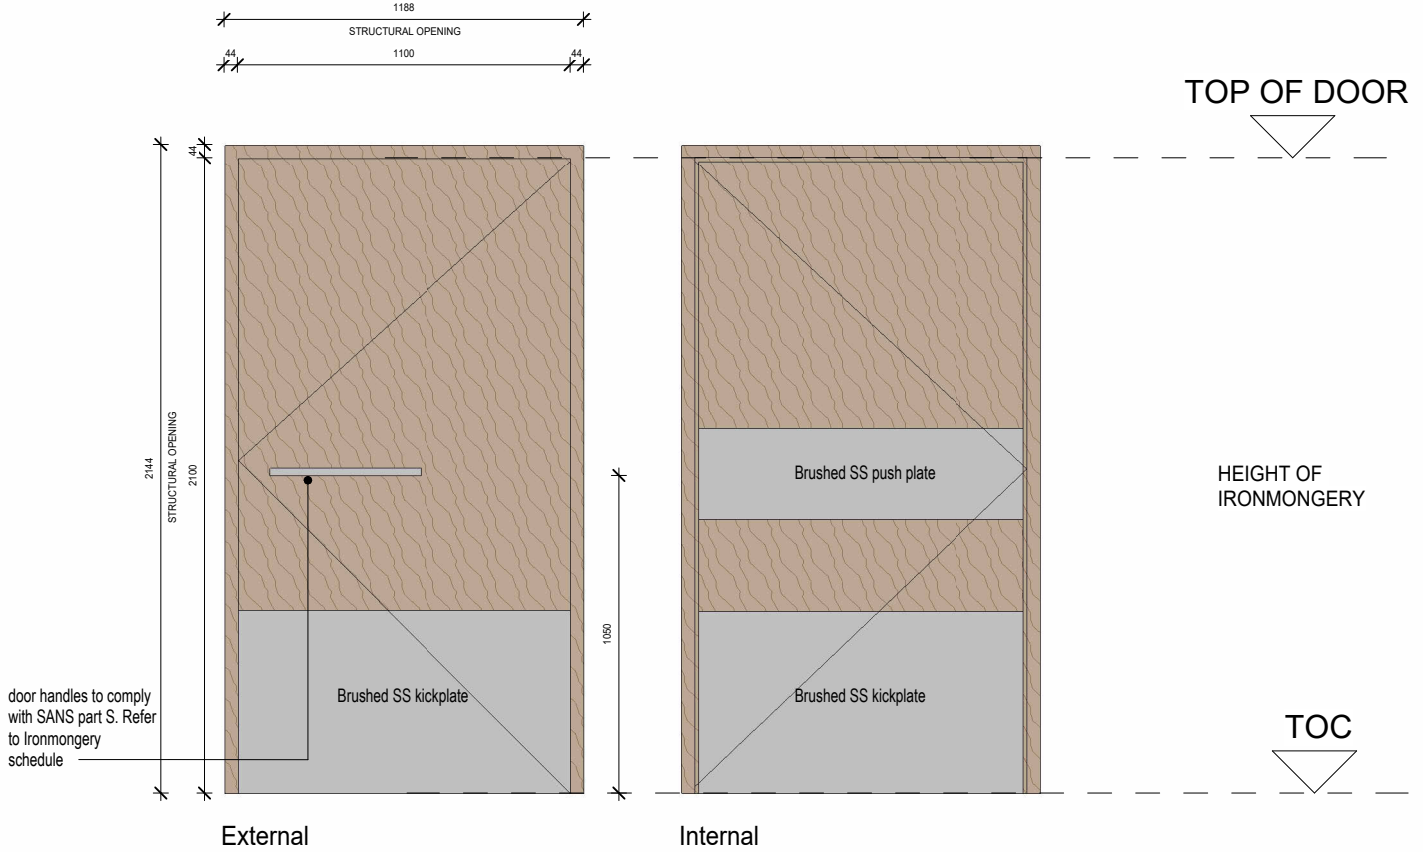 1188
STRUCTURAL OPENING
44
1100
44
TOP OF DOOR
44
2144
STRUCTURAL OPENING
2100
Brushed SS push plate
HEIGHT OF
IRONMONGERY
1050
door handles to comply
with SANS part S. Refer
to Ironmongery
schedule
Brushed SS kickplate
Brushed SS kickplate
TOC
External
Internal